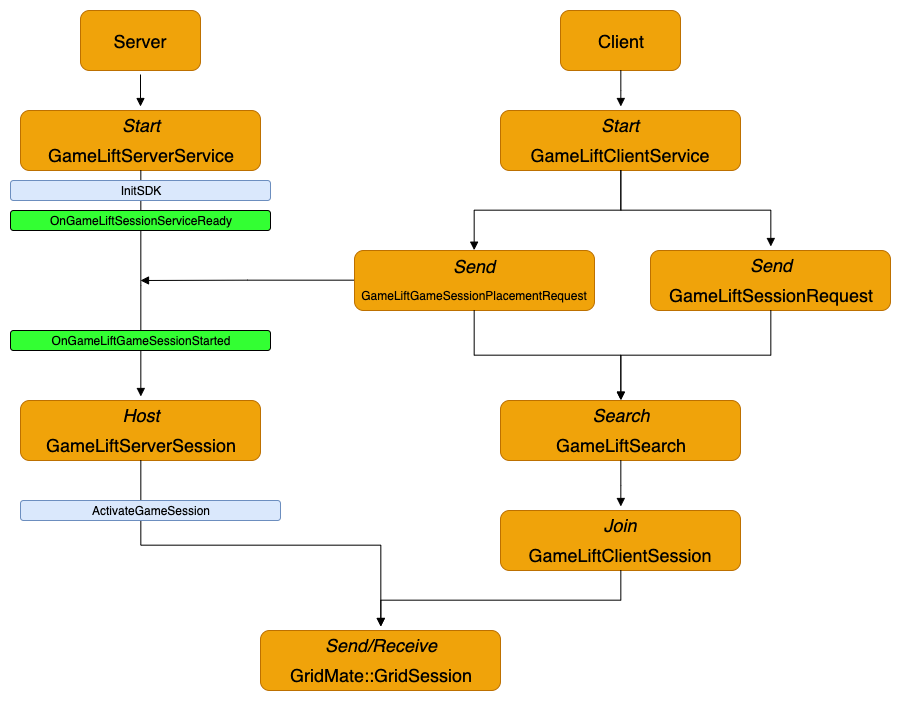 Server
Client
Start
GameLiftServerService
Start
GameLiftClientService
InitSDK
OnGameLiftSessionServiceReady
Send
GameLiftGameSessionPlacementRequest
Send
GameLiftSessionRequest
OnGameLiftGameSessionStarted
Host
GameLiftServerSession
Search
GameLiftSearch
ActivateGameSession
Join
GameLiftClientSession
Send/Receive
GridMate::GridSession